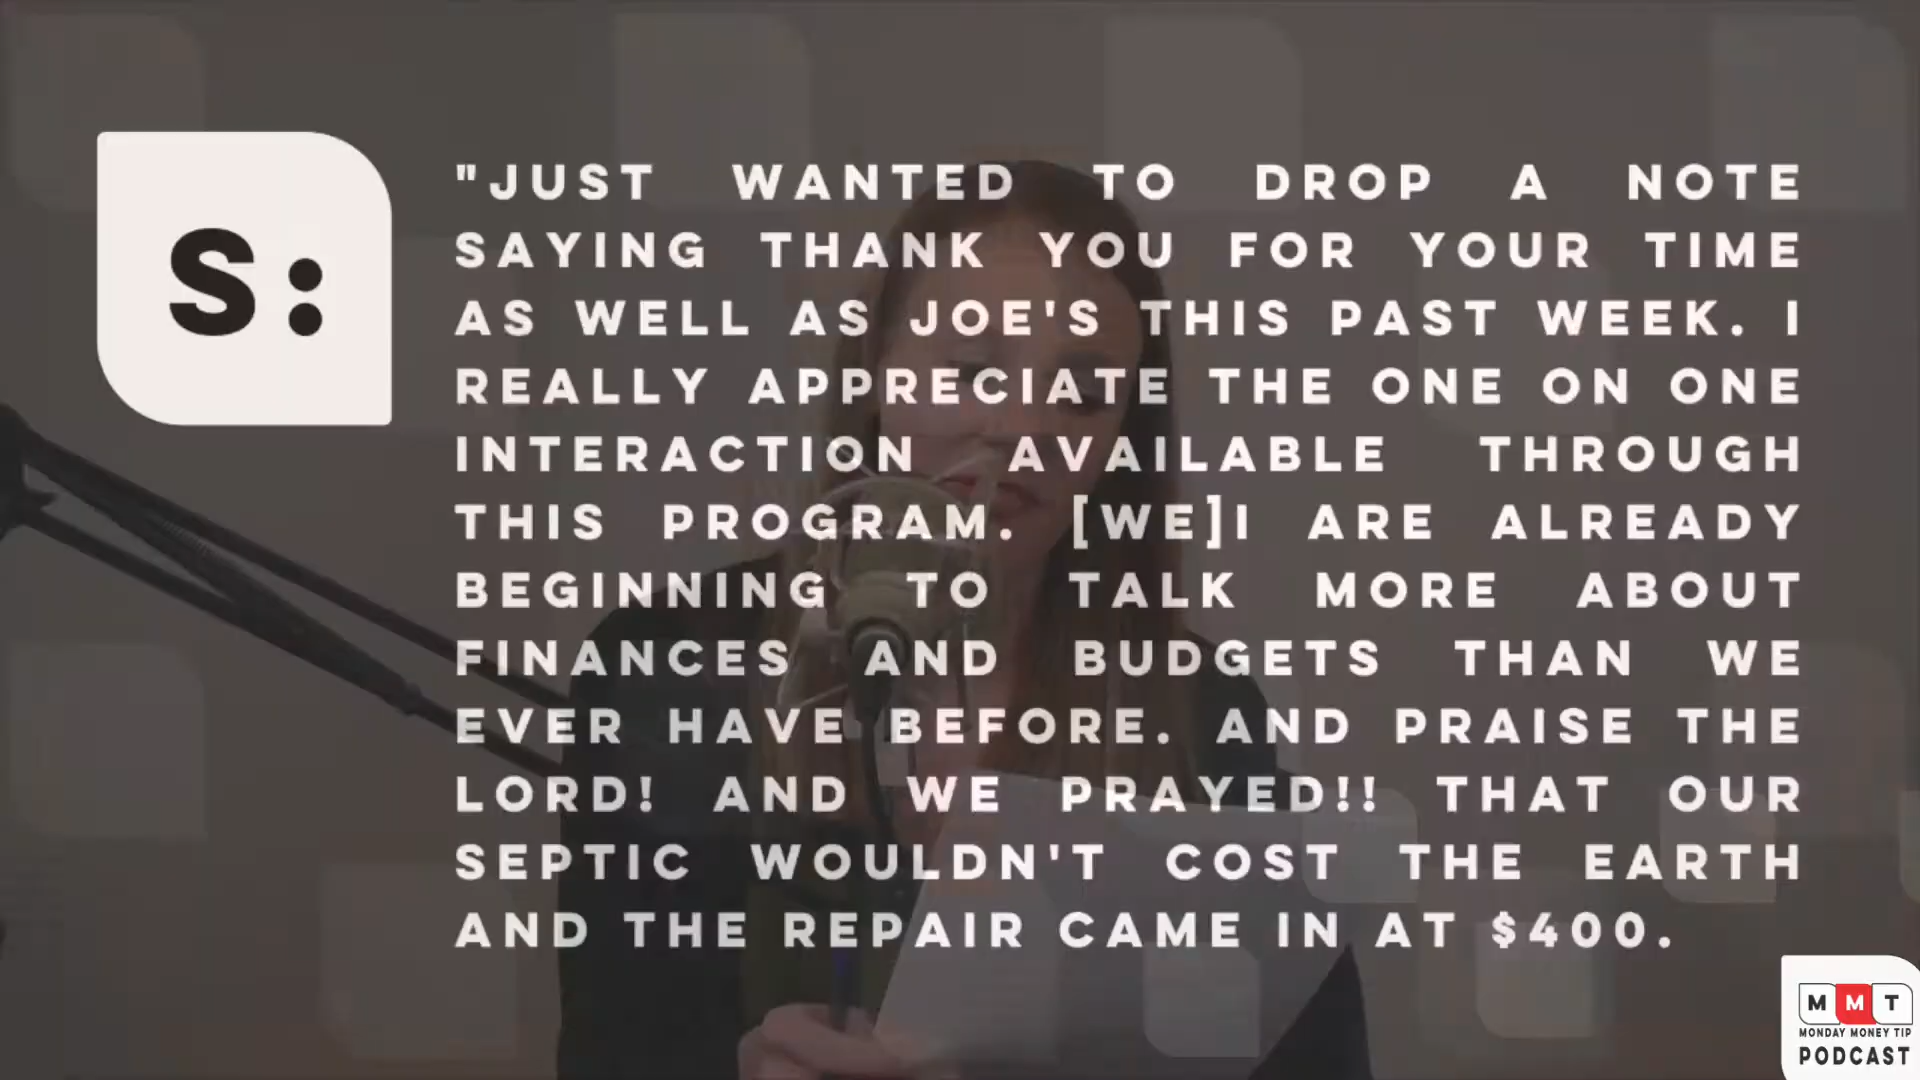 S:
"JUST WANTED TO DROP A NOTE
SAYING THANK YOU FOR YOUR TIME
AS WELL AS JOE'S THIS PAST WEEK. I
REALLY APPRECIATE THE ONE ON ONE
INTERACTION AVAILABLE THROUGH
THIS PROGRAM. [WE]I ARE ALREADY
BEGINNING TO TALK MORE ABOUT
FINANCES AND BUDGETS THAN WE
EVER HAVE BEFORE. AND PRAISE THE
LORD! AND WE PRAYED!! THAT OUR
SEPTIC WOULDN'T COST THE EARTH
AND THE REPAIR CAME IN AT $400.
M M T
MONDAY MONEY TIP
PODCAST